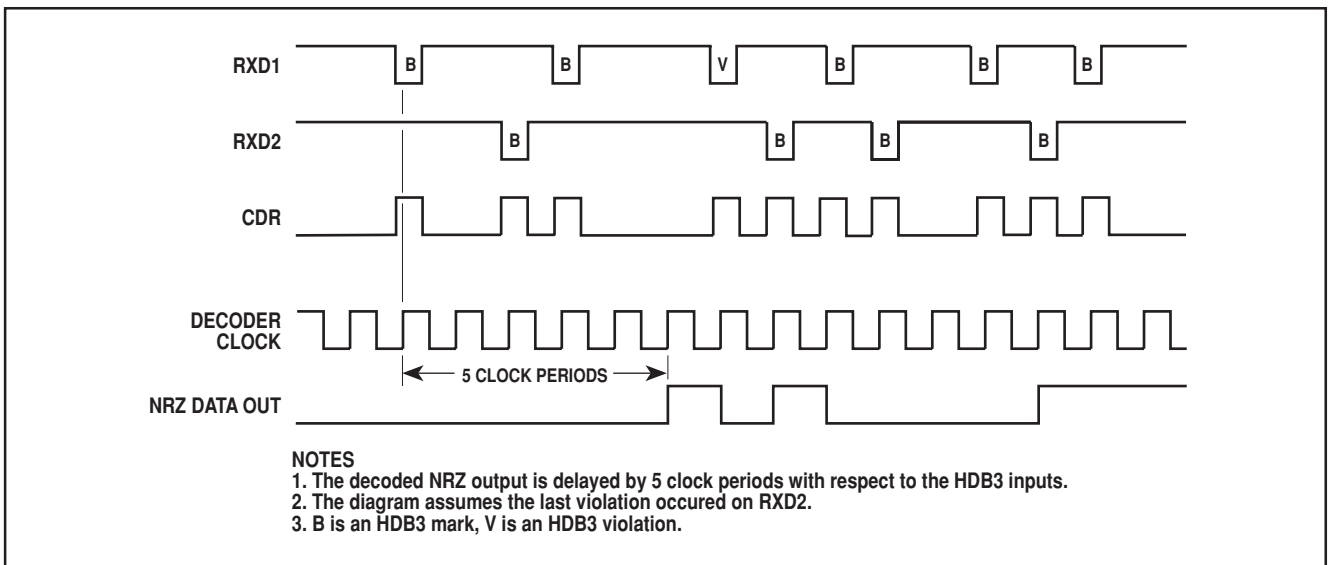 RXD1 B B V B B B
RXD2 B B B B
CDR
DECODER
CLOCK
5 CLOCK PERIODS
NRZ DATA OUT
NOTES
1. The decoded NRZ output is delayed by 5 clock periods with respect to the HDB3 inputs.
2. The diagram assumes the last violation occured on RXD2.
3. B is an HDB3 mark, V is an HDB3 violation.